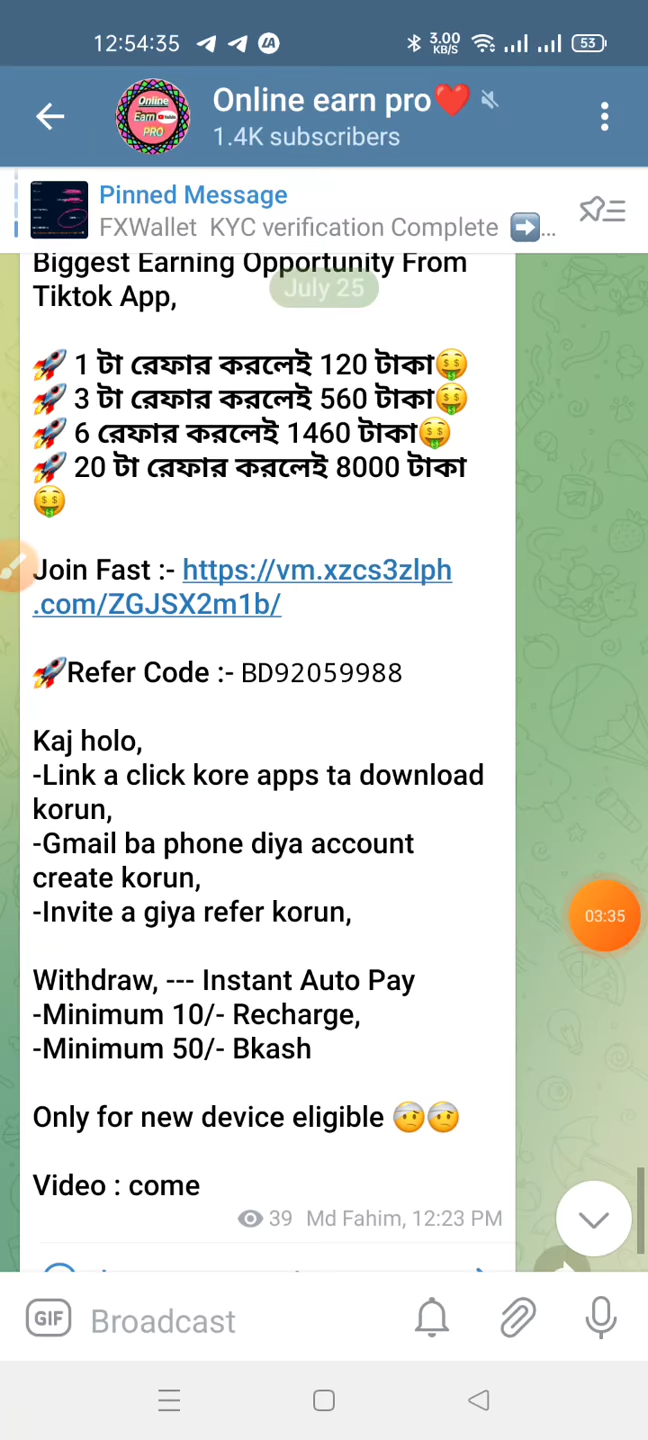 12:54:35
3.00
KB/S
53
Online
Earn YouTube
PRO
Online earn pro❤️
1.4K subscribers
Pinned Message
FXWallet KYC verification Complete ➡️...
Biggest Earning Opportunity From
Tiktok App,
July 25
🚀 1 টা রেফার করলেই 120 টাকা🤑
🚀 3 টা রেফার করলেই 560 টাকা🤑
🚀 6 রেফার করলেই 1460 টাকা🤑
🚀 20 টা রেফার করলেই 8000 টাকা
🤑
Join Fast :- https://vm.xzcs3zlph
.com/ZGJSX2m1b/
🚀Refer Code :- BD92059988
Kaj holo,
-Link a click kore apps ta download
korun,
-Gmail ba phone diya account
create korun,
-Invite a giya refer korun,
03:35
Withdraw, --- Instant Auto Pay
-Minimum 10/- Recharge,
-Minimum 50/- Bkash
Only for new device eligible 🤕🤕
Video : come
39 Md Fahim, 12:23 PM
GIF Broadcast